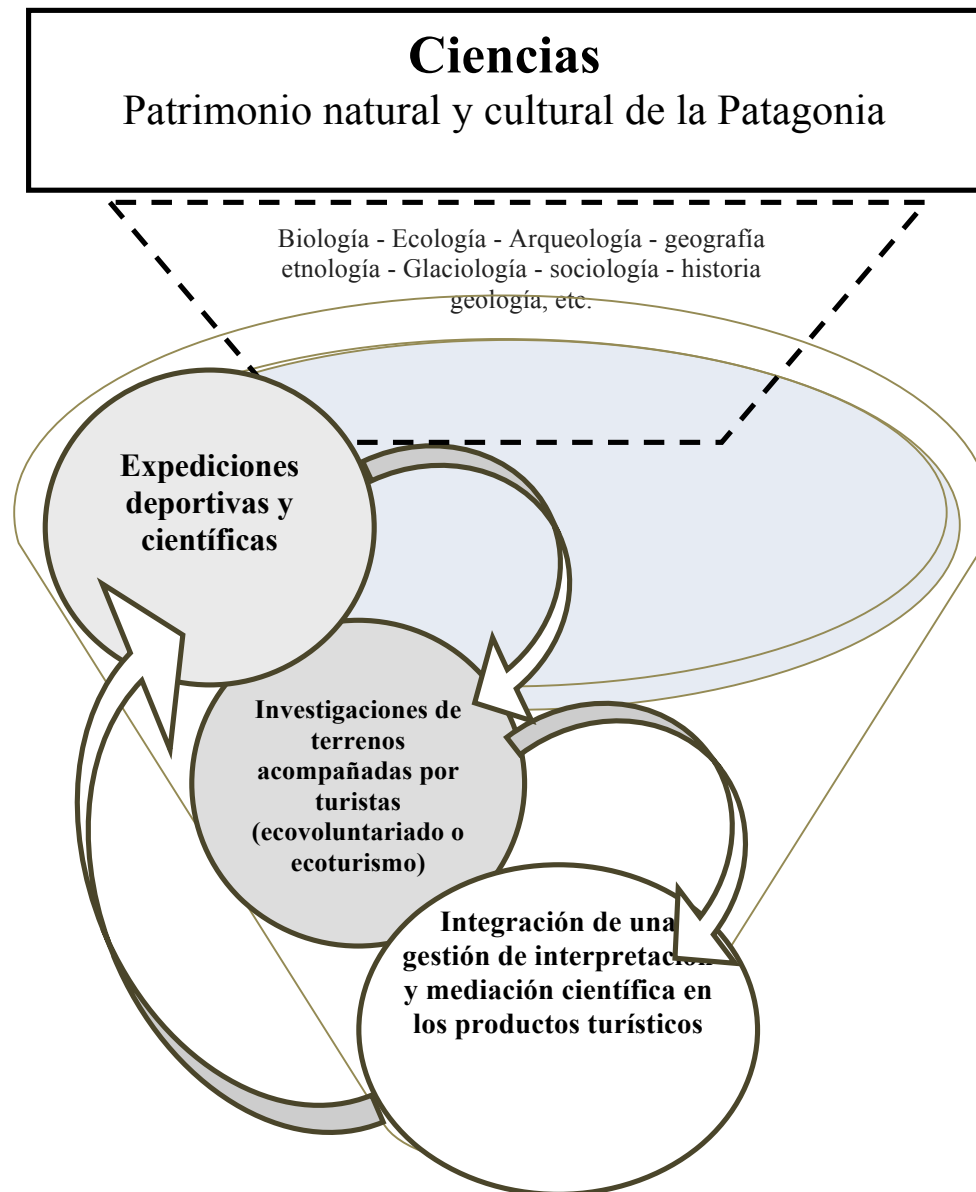 Ciencias
Patrimonio natural y cultural de la Patagonia
Biología - Ecología - Arqueología - geografía
etnología - Glaciología - sociología - historia
geología, etc.
Expediciones
deportivas y
científicas
Investigaciones de
terrenos
acompañadas por
turistas
(ecovoluntariado o
ecoturismo)
Integración de una
gestión de interpretación
y mediación científica en
los productos turísticos